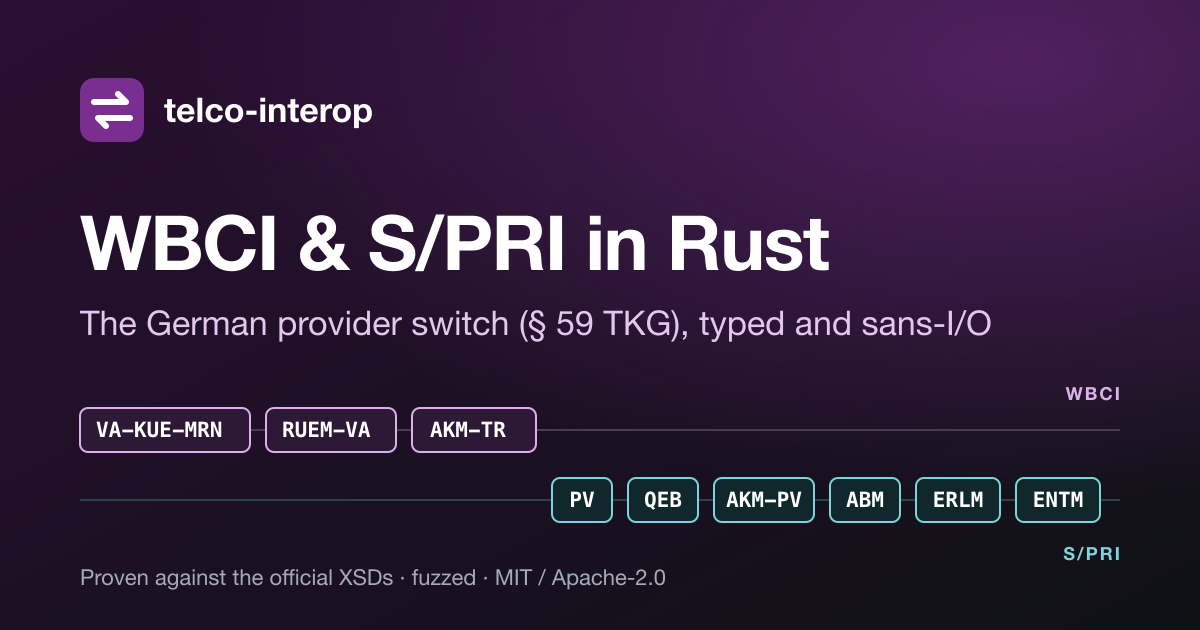 telco-interop
WBCI & S/PRI in Rust
The German provider switch (§ 59 TKG), typed and sans-I/O
WBCI
VA-KUE-MRN RUEM-VA AKM-TR
PV QEB AKM-PV ABM ERLM ENTM
S/PRI
Proven against the official XSDs · fuzzed · MIT / Apache-2.0